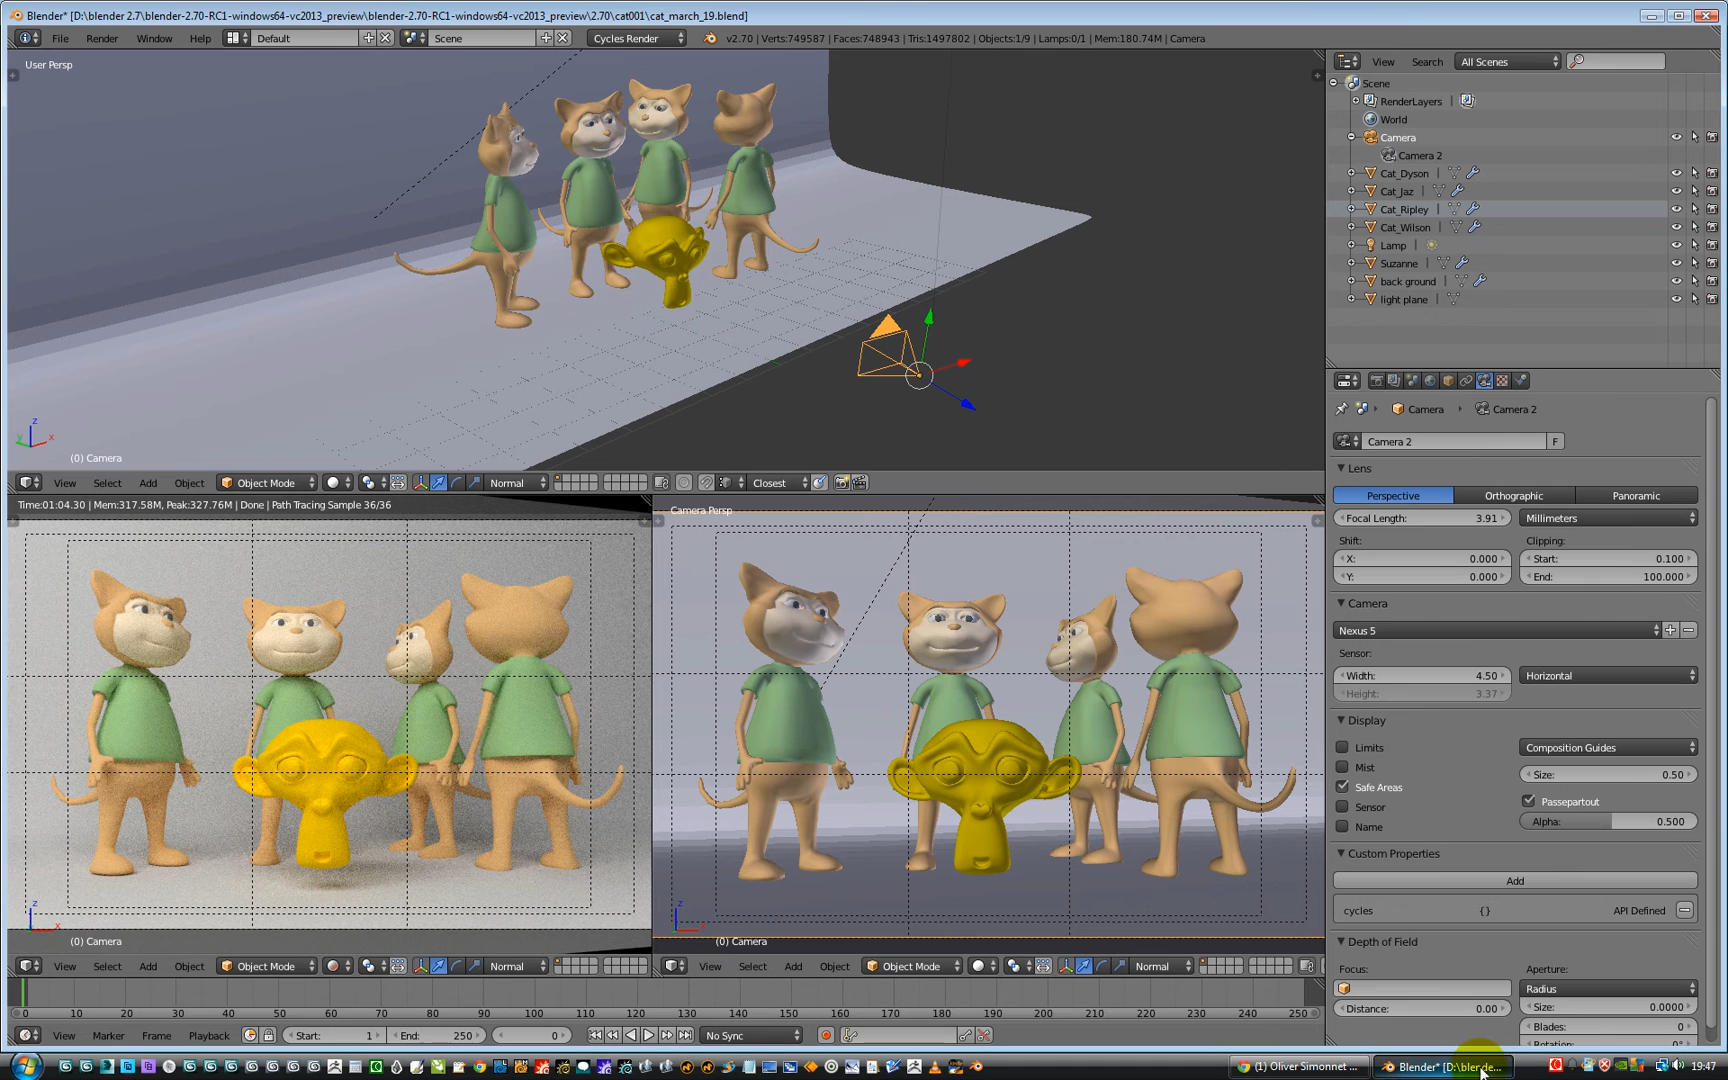 Blender* [D:\blender 2.7\blender-2.70-RC1-windows64-vc2013_preview\blender-2.70-RC1-windows64-vc2013_preview\2.70\cat001\cat_march_19.blend]
File Render Window Help Default Scene Cycles Render v2.70 | Verts:749587 | Faces:748943 | Tris:1497802 | Objects:1/9 | Lamps:0/1 | Mem:180.74M | Camera
User Persp
View Search All Scenes
Scene
RenderLayers |
World
Camera
Camera 2
Cat_Dyson
Cat_Jaz
Cat_Ripley
Cat_Wilson
Lamp
Suzanne
back ground
light plane
(0) Camera
View Select Add Object Object Mode Normal Closest
Camera Camera 2
Camera 2 F
Lens
Perspective Orthographic Panoramic
Focal Length: 3.91 Millimeters
Shift: Clipping:
X: 0.000 Start: 0.100
Y: 0.000 End: 100.000
Camera
Nexus 5
Sensor:
Width: 4.50 Horizontal
Height: 3.37
Display
Limits Composition Guides
Mist Size: 0.50
Safe Areas Passepartout
Sensor
Name Alpha: 0.500
Custom Properties
Add
cycles {} API Defined
Depth of Field
Focus: Aperture:
Radius
Distance: 0.00 Size: 0.0000
Blades: 0
Rotation: 0°
Time:01:04.30 | Mem:317.58M, Peak:327.76M | Done | Path Tracing Sample 36/36
Camera Persp
(0) Camera
(0) Camera
View Select Add Object Object Mode Normal
View Select Add Object Object Mode Normal
0 10 20 30 40 50 60 70 80 90 100 110 120 130 140 150 160 170 180 190 200 210 220 230 240 250
View Marker Frame Playback Start: 1 End: 250 0 No Sync
(1) Oliver Simonnet ... Blender* [D:\blende... 19:47